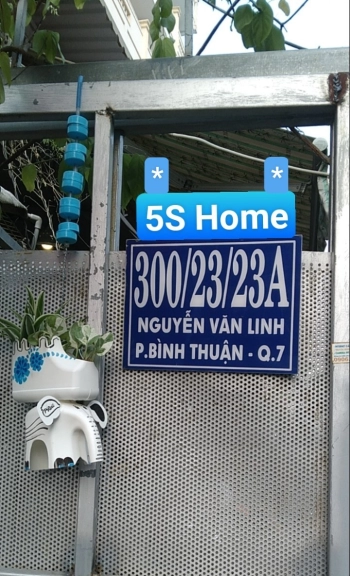 * *
5S Home
300/23/23A
NGUYỄN VĂN LINH
P.BÌNH THUẬN - Q.7